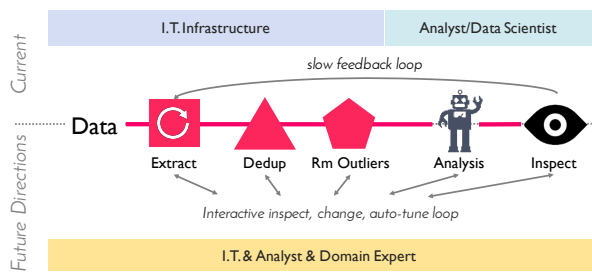 I.T. Infrastructure
Analyst/Data Scientist
Current
slow feedback loop
Data
Extract
Dedup
Rm Outliers
Analysis
Inspect
Future Directions
Interactive inspect, change, auto-tune loop
I.T. & Analyst & Domain Expert